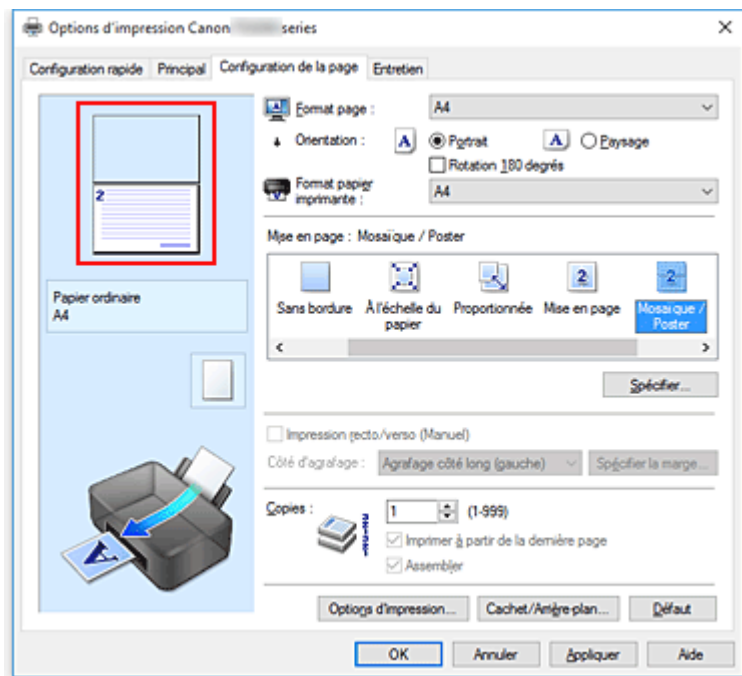 Options d'impression Canon series
Configuration rapide Principal Configuration de la page Entretien
Format page : A4
Orientation : A Portrait A Paysage
Rotation 180 degrés
Format papier imprimante : A4
2
Mise en page : Mosaïque / Poster
2 2
Sans bordure À l'échelle du papier Proportionnée Mise en page Mosaïque / Poster
Papier ordinaire
A4
Spécifier...
Impression recto/verso (Manuel)
Côté d'agrafage : Agrafage côté long (gauche) Spécifier la marge...
Copies : 1 (1-999)
Imprimer à partir de la dernière page
Assembler
A
Options d'impression... Cachet/Arrière-plan... Défaut
OK Annuler Appliquer Aide